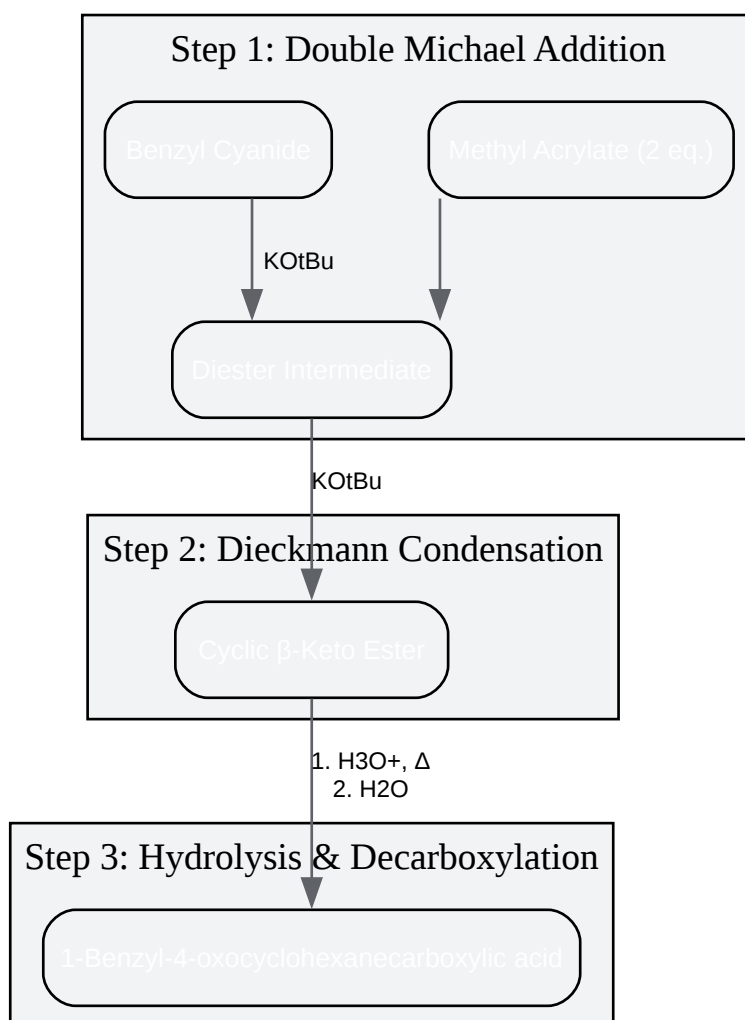 Step 1: Double Michael Addition
Benzyl Cyanide
Methyl Acrylate (2 eq.)
KOtBu
Diester Intermediate
KOtBu
Step 2: Dieckmann Condensation
Cyclic β-Keto Ester
1. H3O+, Δ
2. H2O
Step 3: Hydrolysis & Decarboxylation
1-Benzyl-4-oxocyclohexanecarboxylic acid